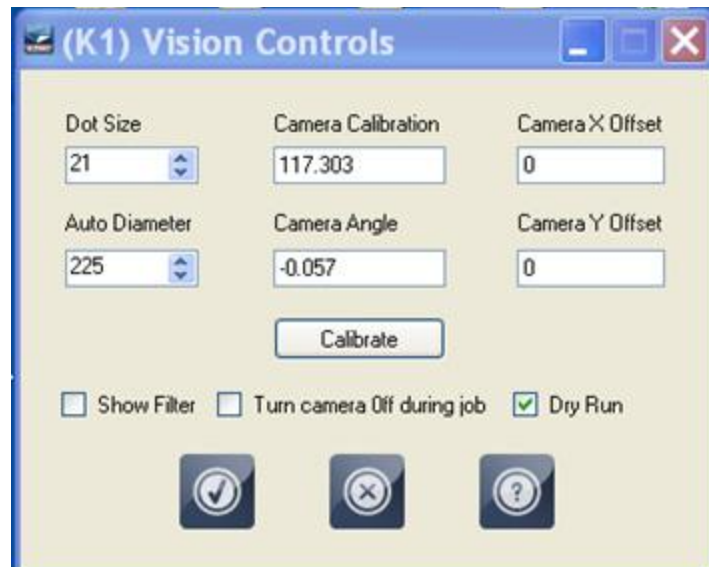 (K1) Vision Controls
Dot Size Camera Calibration Camera X Offset
21 117.303 0
Auto Diameter Camera Angle Camera Y Offset
225 -0.057 0
Calibrate
Show Filter Turn camera Off during job Dry Run
?